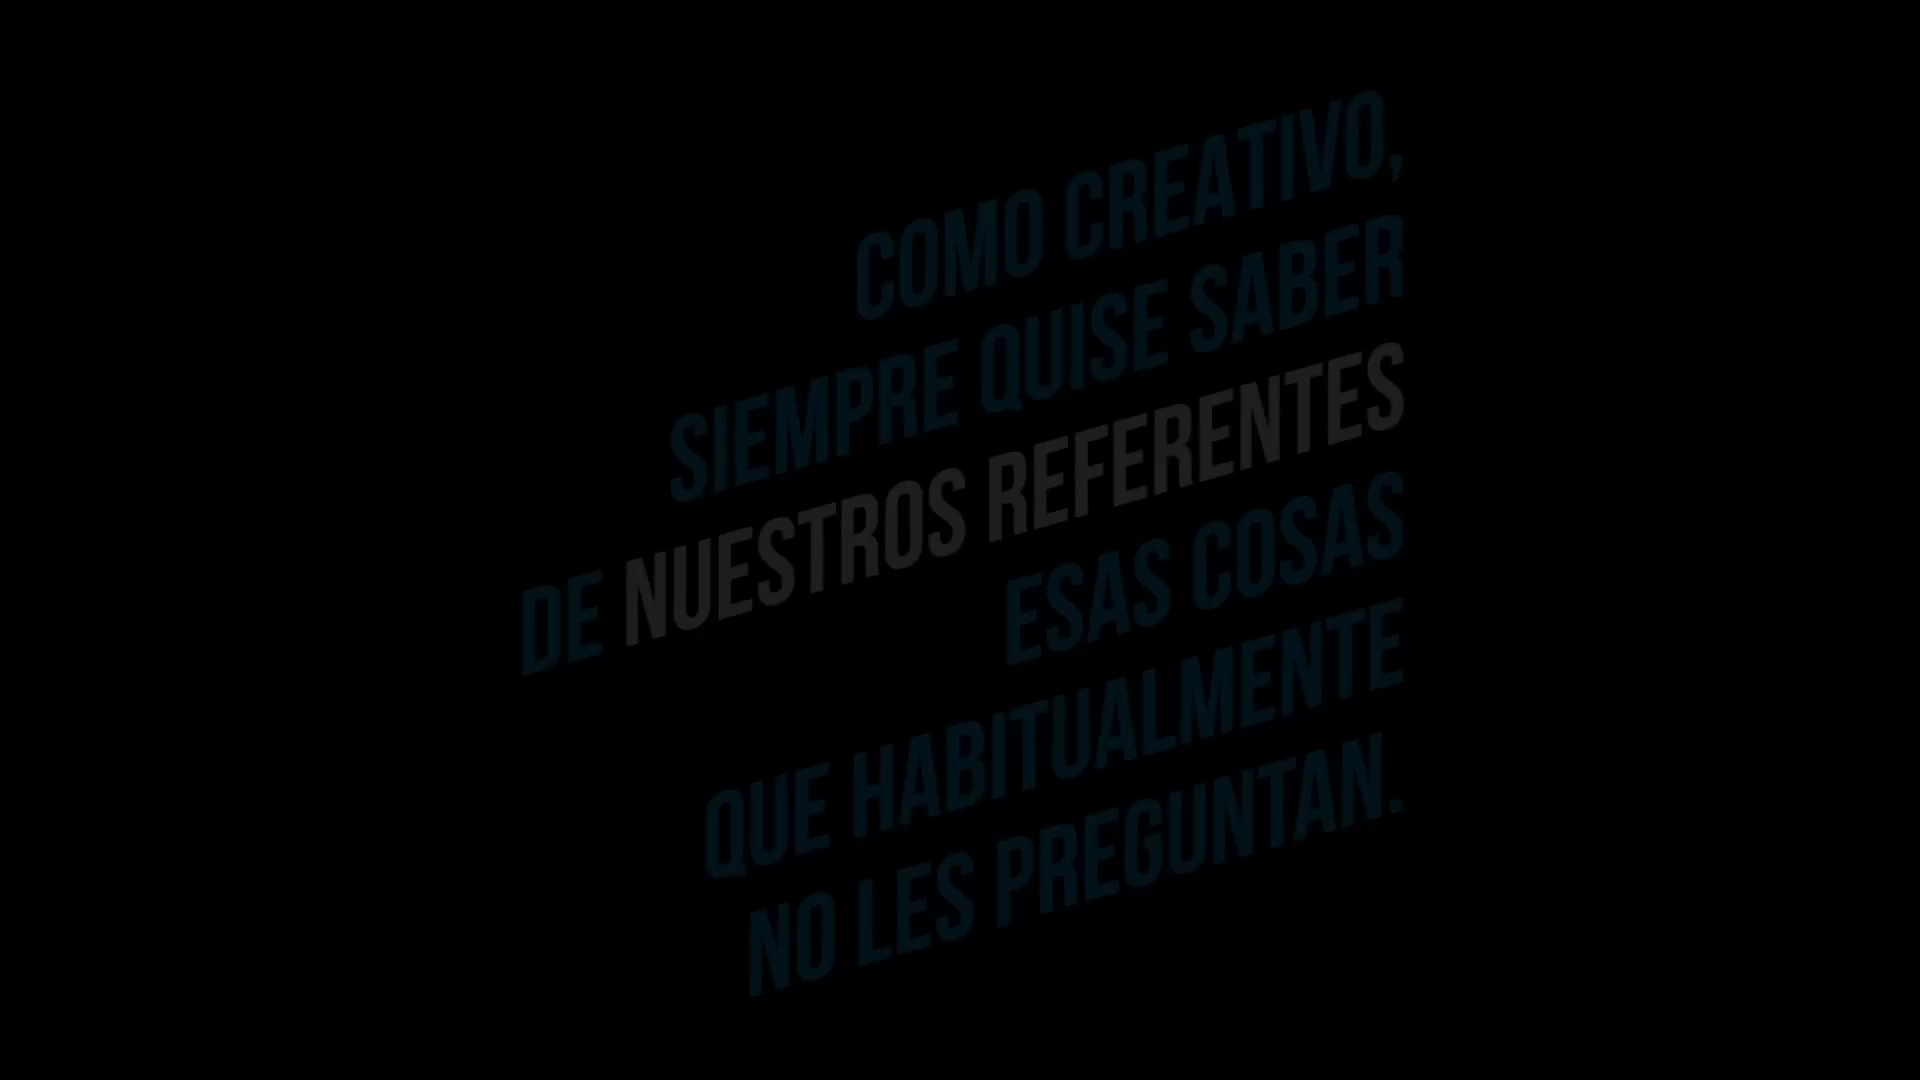 COMO CREATIVO,
SIEMPRE QUISE SABER
DE NUESTROS REFERENTES
ESAS COSAS
QUE HABITUALMENTE
NO LES PREGUNTAN.